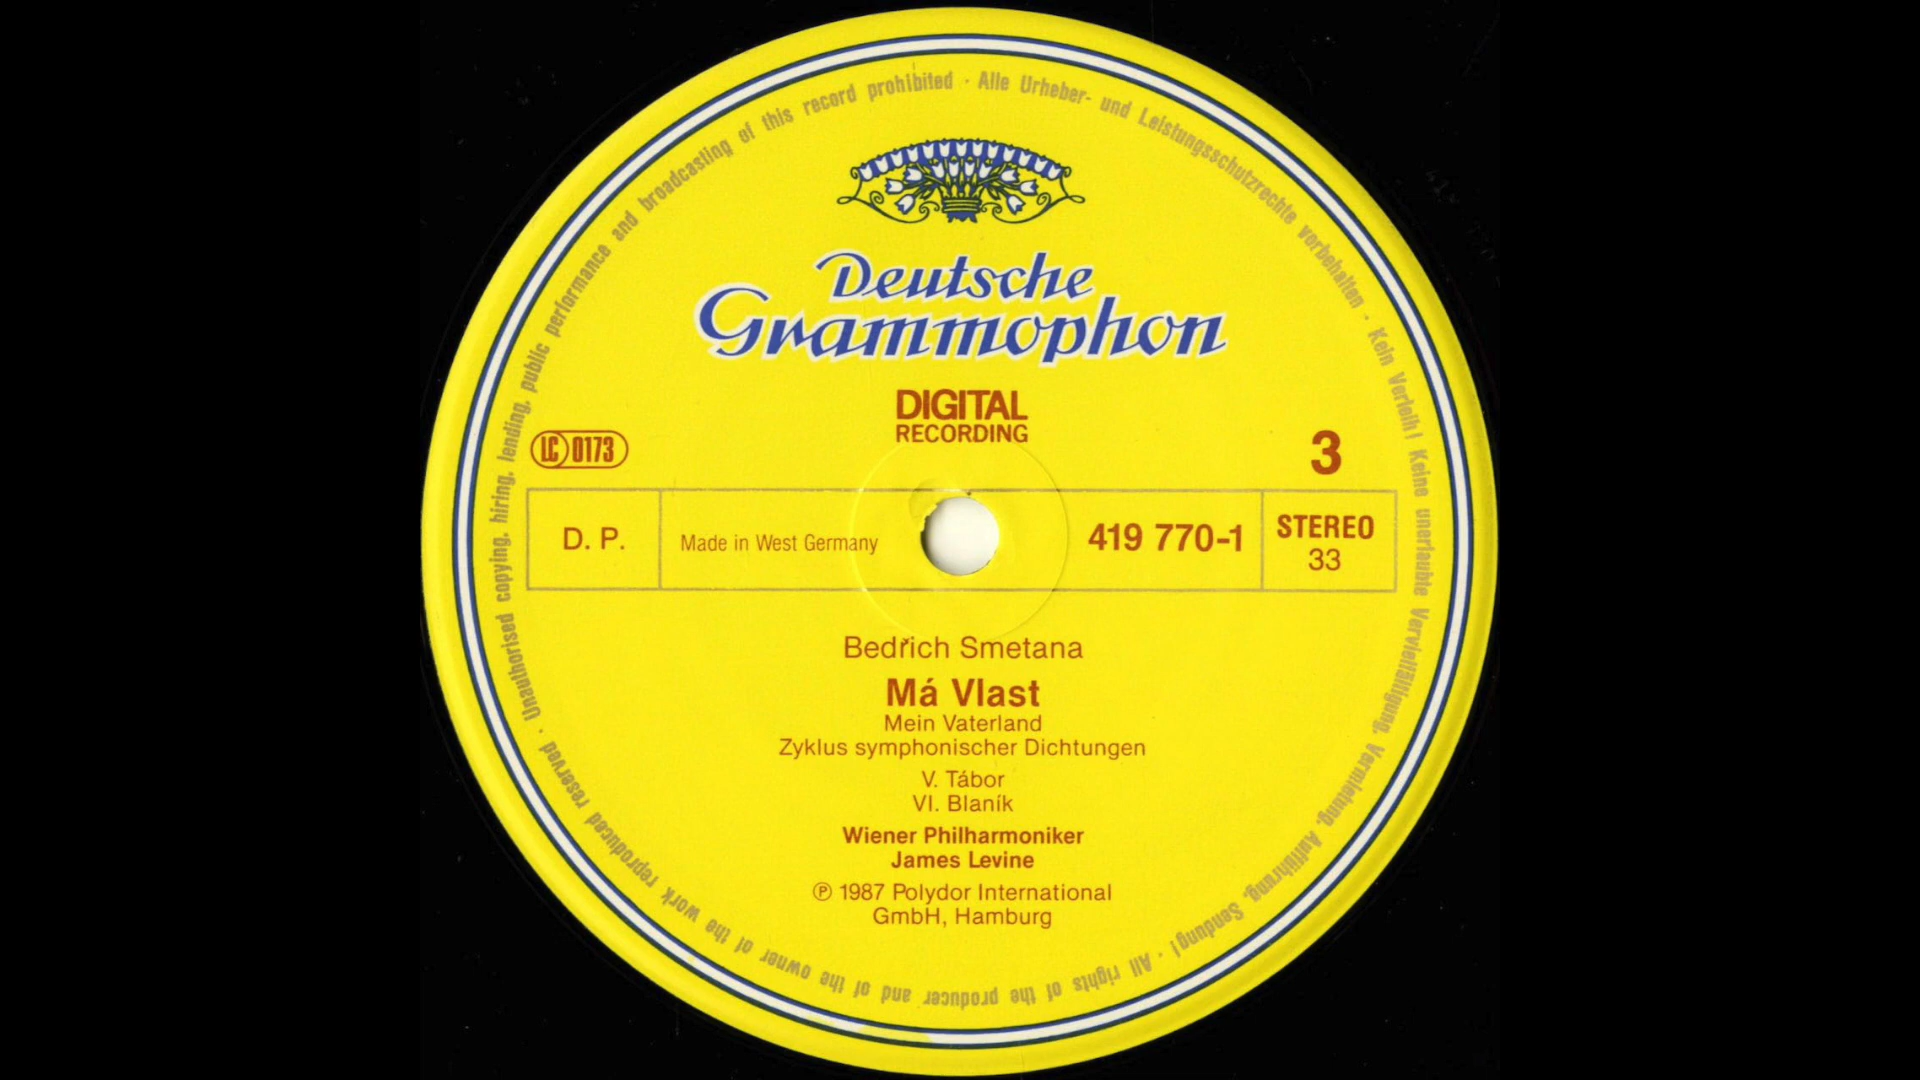 Unauthorised copying, hiring, lending, public performance and broadcasting of this record prohibited · Alle Urheber- und Leistungsschutzrechte vorbehalten · Kein Verleih! Keine unerlaubte Vervielfältigung, Vermietung, Aufführung, Sendung! · All rights of the producer and of the owner of the work reproduced reserved ·
Deutsche
Grammophon
DIGITAL
RECORDING
LC 0173
3
D. P.
Made in West Germany
419 770-1
STEREO
33
Bedřich Smetana
Má Vlast
Mein Vaterland
Zyklus symphonischer Dichtungen
V. Tábor
VI. Blaník
Wiener Philharmoniker
James Levine
℗ 1987 Polydor International
GmbH, Hamburg